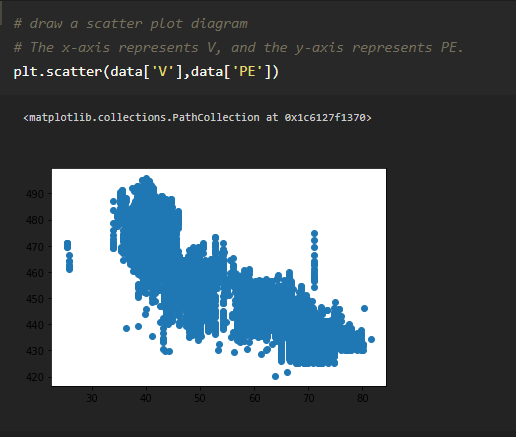 # draw a scatter plot diagram
# The x-axis represents V, and the y-axis represents PE.
plt.scatter(data['V'],data['PE'])
<matplotlib.collections.PathCollection at 0x1c6127f1370>
490
480
470
460
450
440
430
420
30 40 50 60 70 80